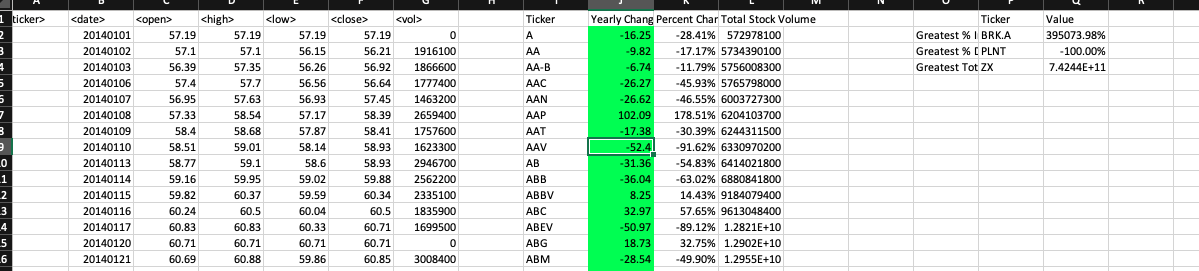 A B C D E F G H I J K L M N O P Q R
1 ticker> <date> <open> <high> <low> <close> <vol> Ticker Yearly Chang Percent Char Total Stock Volume Ticker Value
2 20140101 57.19 57.19 57.19 57.19 0 A -16.25 -28.41% 572978100 Greatest % I BRK.A 395073.98%
3 20140102 57.1 57.1 56.15 56.21 1916100 AA -9.82 -17.17% 5734390100 Greatest % D PLNT -100.00%
4 20140103 56.39 57.35 56.26 56.92 1866600 AA-B -6.74 -11.79% 5756008300 Greatest Tot ZX 7.4244E+11
5 20140106 57.4 57.7 56.56 56.64 1777400 AAC -26.27 -45.93% 5765798000
6 20140107 56.95 57.63 56.93 57.45 1463200 AAN -26.62 -46.55% 6003727300
7 20140108 57.33 58.54 57.17 58.39 2659400 AAP 102.09 178.51% 6204103700
8 20140109 58.4 58.68 57.87 58.41 1757600 AAT -17.38 -30.39% 6244311500
9 20140110 58.51 59.01 58.14 58.93 1623300 AAV -52.4 -91.62% 6330970200
0 20140113 58.77 59.1 58.6 58.93 2946700 AB -31.36 -54.83% 6414021800
1 20140114 59.16 59.95 59.02 59.88 2562200 ABB -36.04 -63.02% 6880841800
2 20140115 59.82 60.37 59.59 60.34 2335100 ABBV 8.25 14.43% 9184079400
3 20140116 60.24 60.5 60.04 60.5 1835900 ABC 32.97 57.65% 9613048400
4 20140117 60.83 60.83 60.33 60.71 1699500 ABEV -50.97 -89.12% 1.2821E+10
5 20140120 60.71 60.71 60.71 60.71 0 ABG 18.73 32.75% 1.2902E+10
6 20140121 60.69 60.88 59.86 60.85 3008400 ABM -28.54 -49.90% 1.2955E+10